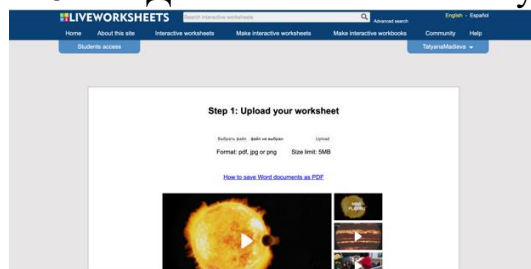 LIVEWORKSHEETS
Search interactive worksheets
Advanced search
English - Español
Home About this site Interactive worksheets Make interactive worksheets Make interactive workbooks Community Help
Students access
TatyanaMadieva
Step 1: Upload your worksheet
Выбрать файл файл не выбран Upload
Format: pdf, jpg or png Size limit: 5MB
How to save Word documents as PDF